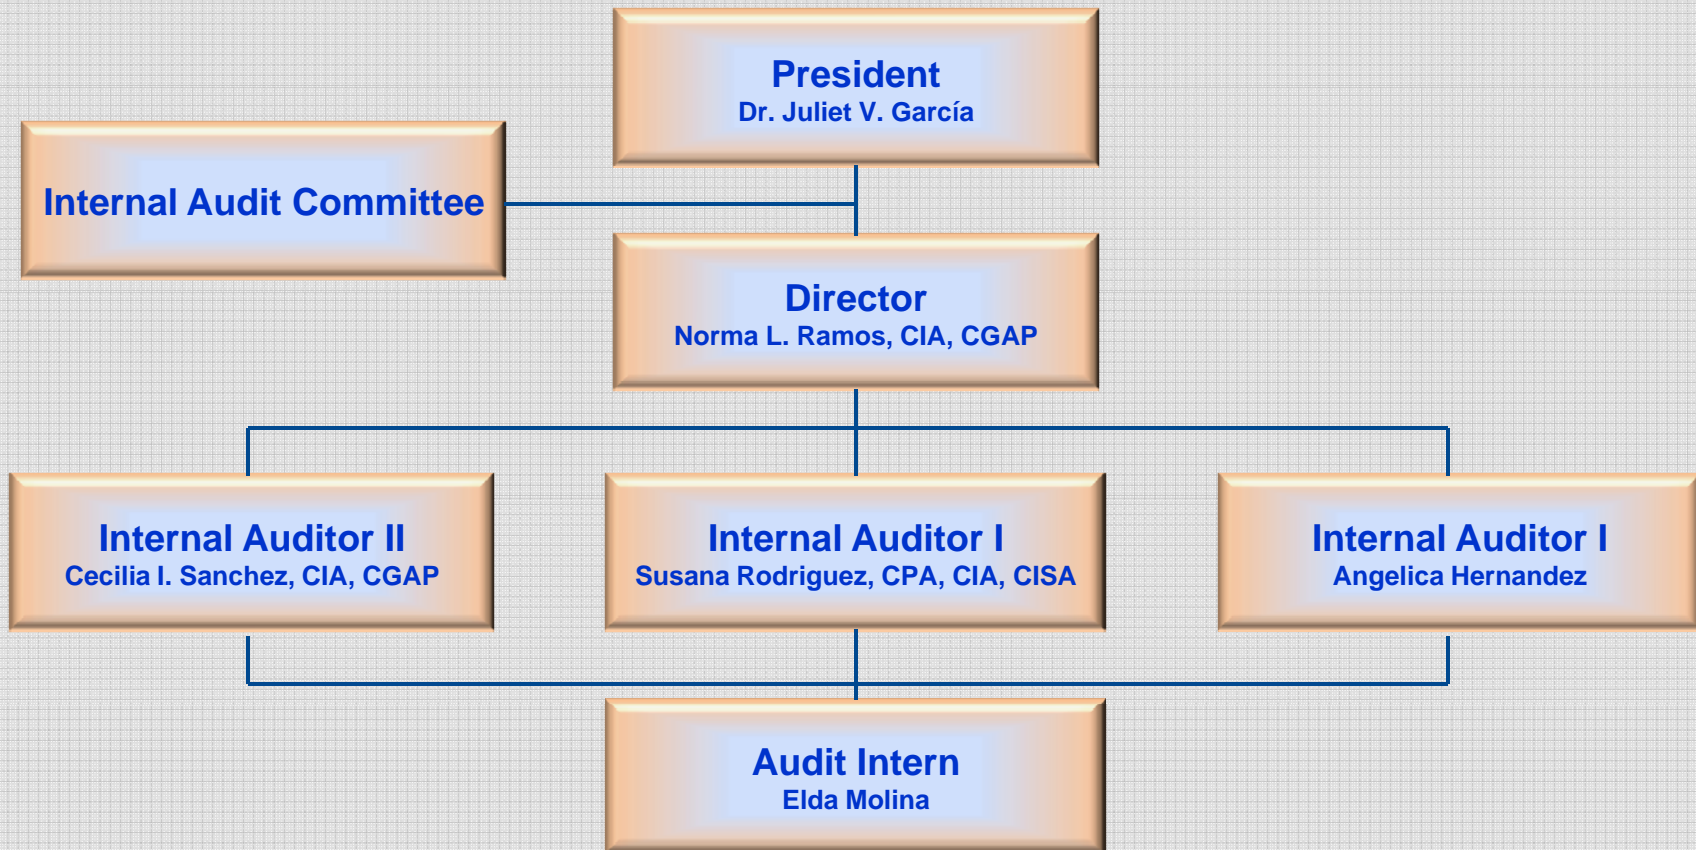 President
Dr. Juliet V. García
Internal Audit Committee
Director
Norma L. Ramos, CIA, CGAP
Internal Auditor II
Cecilia I. Sanchez, CIA, CGAP
Internal Auditor I
Susana Rodriguez, CPA, CIA, CISA
Internal Auditor I
Angelica Hernandez
Audit Intern
Elda Molina